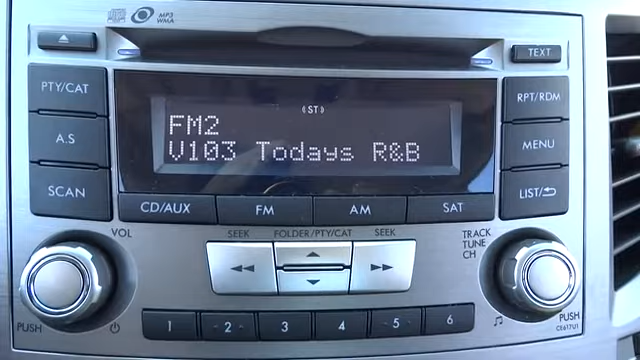 MP3
WMA
TEXT
PTY/CAT
A.S
SCAN
(ST)
FM2
V103 Todays R&B
RPT/RDM
MENU
LIST/
CD/AUX
FM
AM
SAT
VOL
SEEK
FOLDER/PTY/CAT
SEEK
TRACK
TUNE
CH
PUSH
1
2
3
4
5
6
PUSH
CE617U1